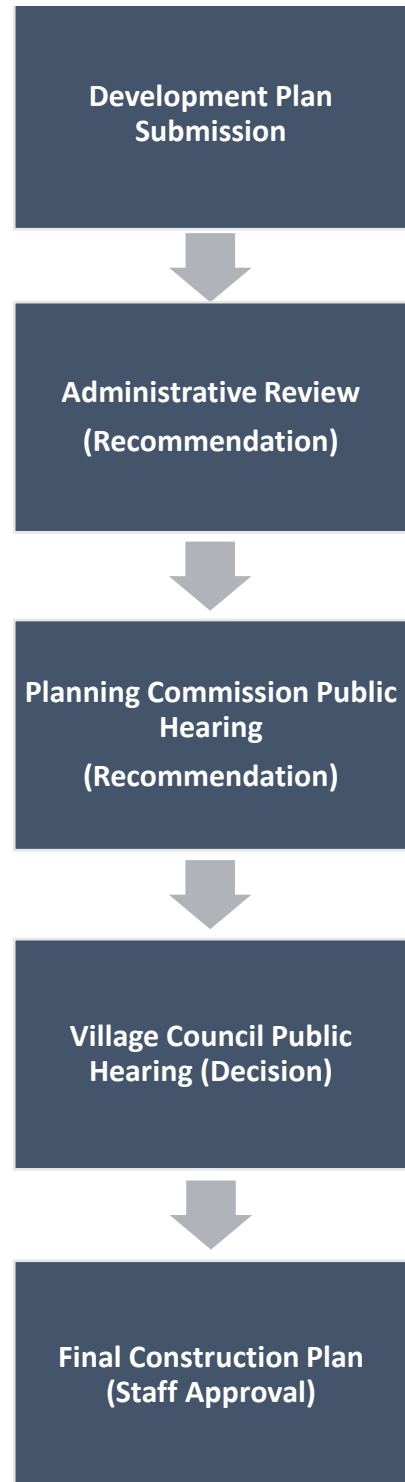 Development Plan
Submission
Administrative Review
(Recommendation)
Planning Commission Public
Hearing
(Recommendation)
Village Council Public
Hearing (Decision)
Final Construction Plan
(Staff Approval)